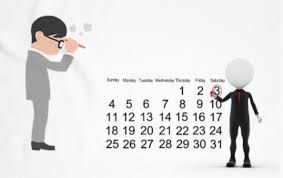 Sunday Monday Tuesday Wednesday Thursday Friday Saturday
1 2 3
4 5 6 7 8 9 10
11 12 13 14 15 16 17
18 19 20 21 22 23 24
25 26 27 28 29 30 31